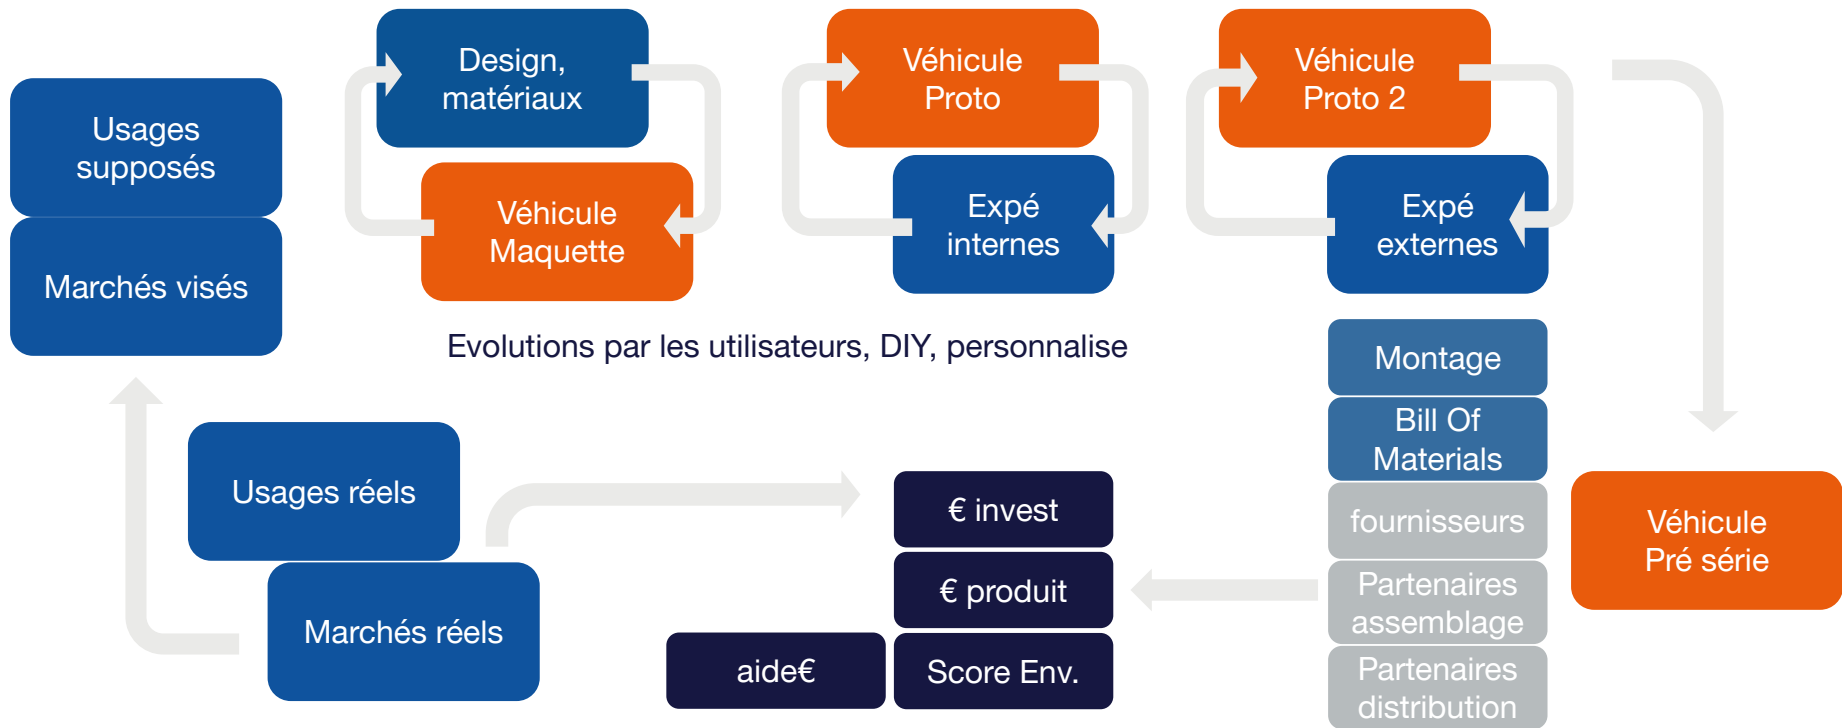 Usages
supposés
Marchés visés
Design,
matériaux
Véhicule
Maquette
Véhicule
Proto
Expé
internes
Véhicule
Proto 2
Expé
externes
Evolutions par les utilisateurs, DIY, personnalise
Usages réels
Marchés réels
€ invest
€ produit
aide€
Score Env.
Montage
Bill Of
Materials
fournisseurs
Partenaires
assemblage
Partenaires
distribution
Véhicule
Pré série